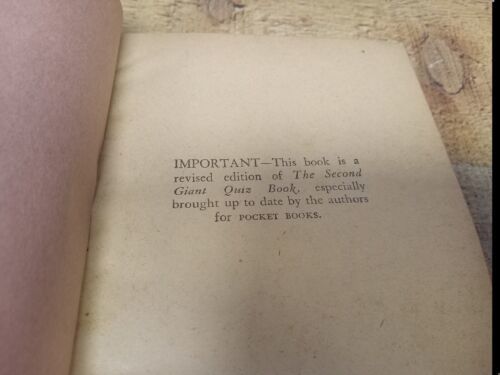 IMPORTANT—This book is a
revised edition of The Second
Giant Quiz Book, especially
brought up to date by the authors
for POCKET BOOKS.